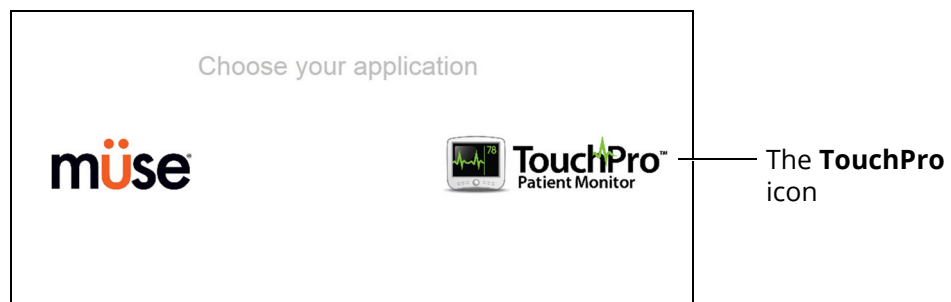 Choose your application
müse®
78
TouchPro™
Patient Monitor
The TouchPro
icon